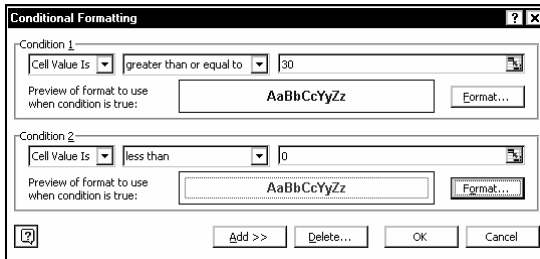 Conditional Formatting
Condition 1
Cell Value Is greater than or equal to 30
Preview of format to use
when condition is true:
AaBbCcYyZz
Format...
Condition 2
Cell Value Is less than 0
Preview of format to use
when condition is true:
AaBbCcYyZz
Format...
Add >> Delete... OK Cancel